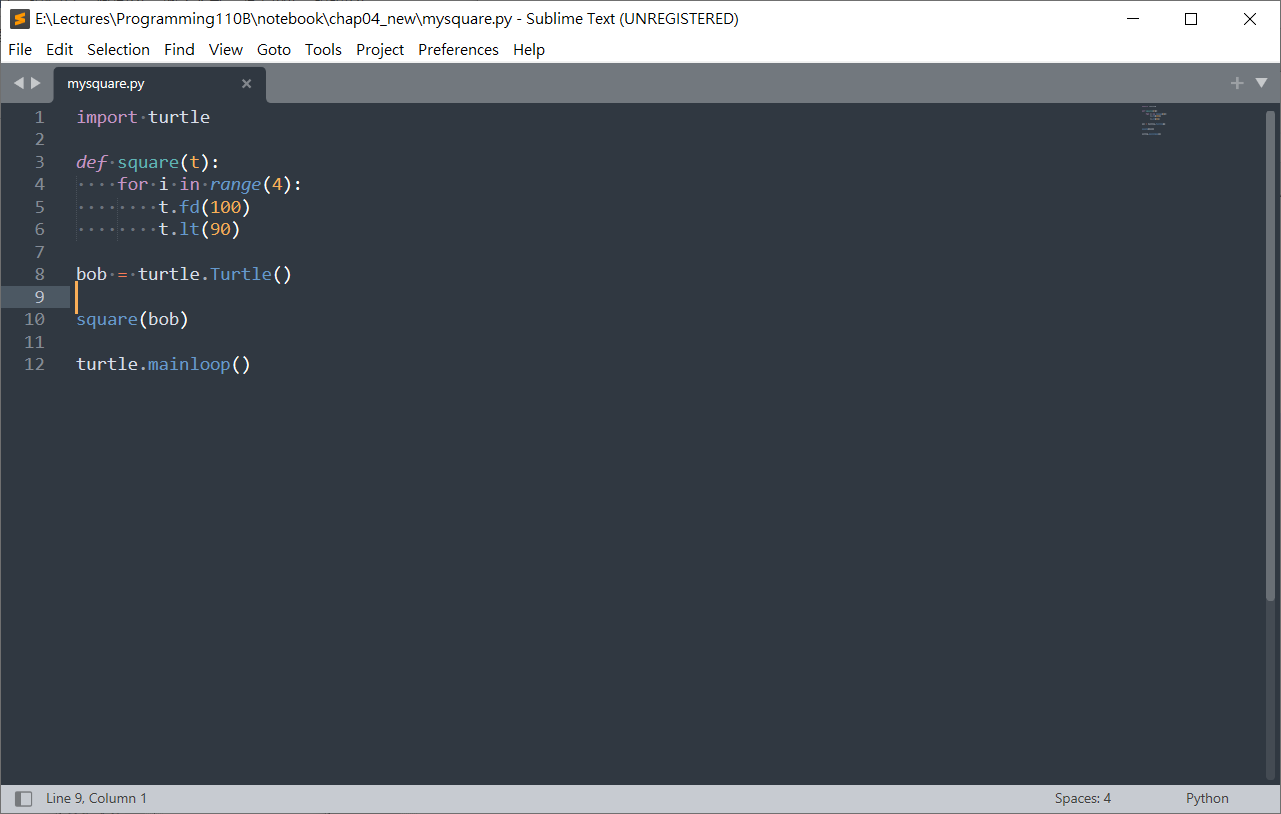 E:\Lectures\Programming110B\notebook\chap04_new\mysquare.py - Sublime Text (UNREGISTERED)
File Edit Selection Find View Goto Tools Project Preferences Help
mysquare.py
1 import turtle
2
3 def square(t):
4     for i in range(4):
5         t.fd(100)
6         t.lt(90)
7
8 bob = turtle.Turtle()
9
10 square(bob)
11
12 turtle.mainloop()
Line 9, Column 1 Spaces: 4 Python